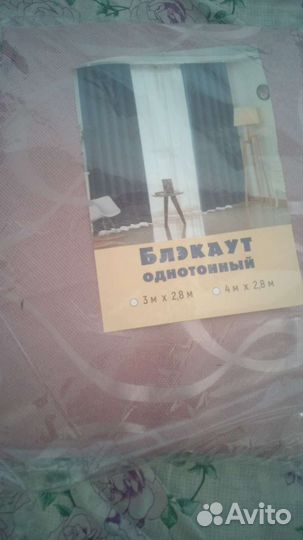 Блэкаут
однотонный
3м x 2,8м 4м x 2,8м
Avito